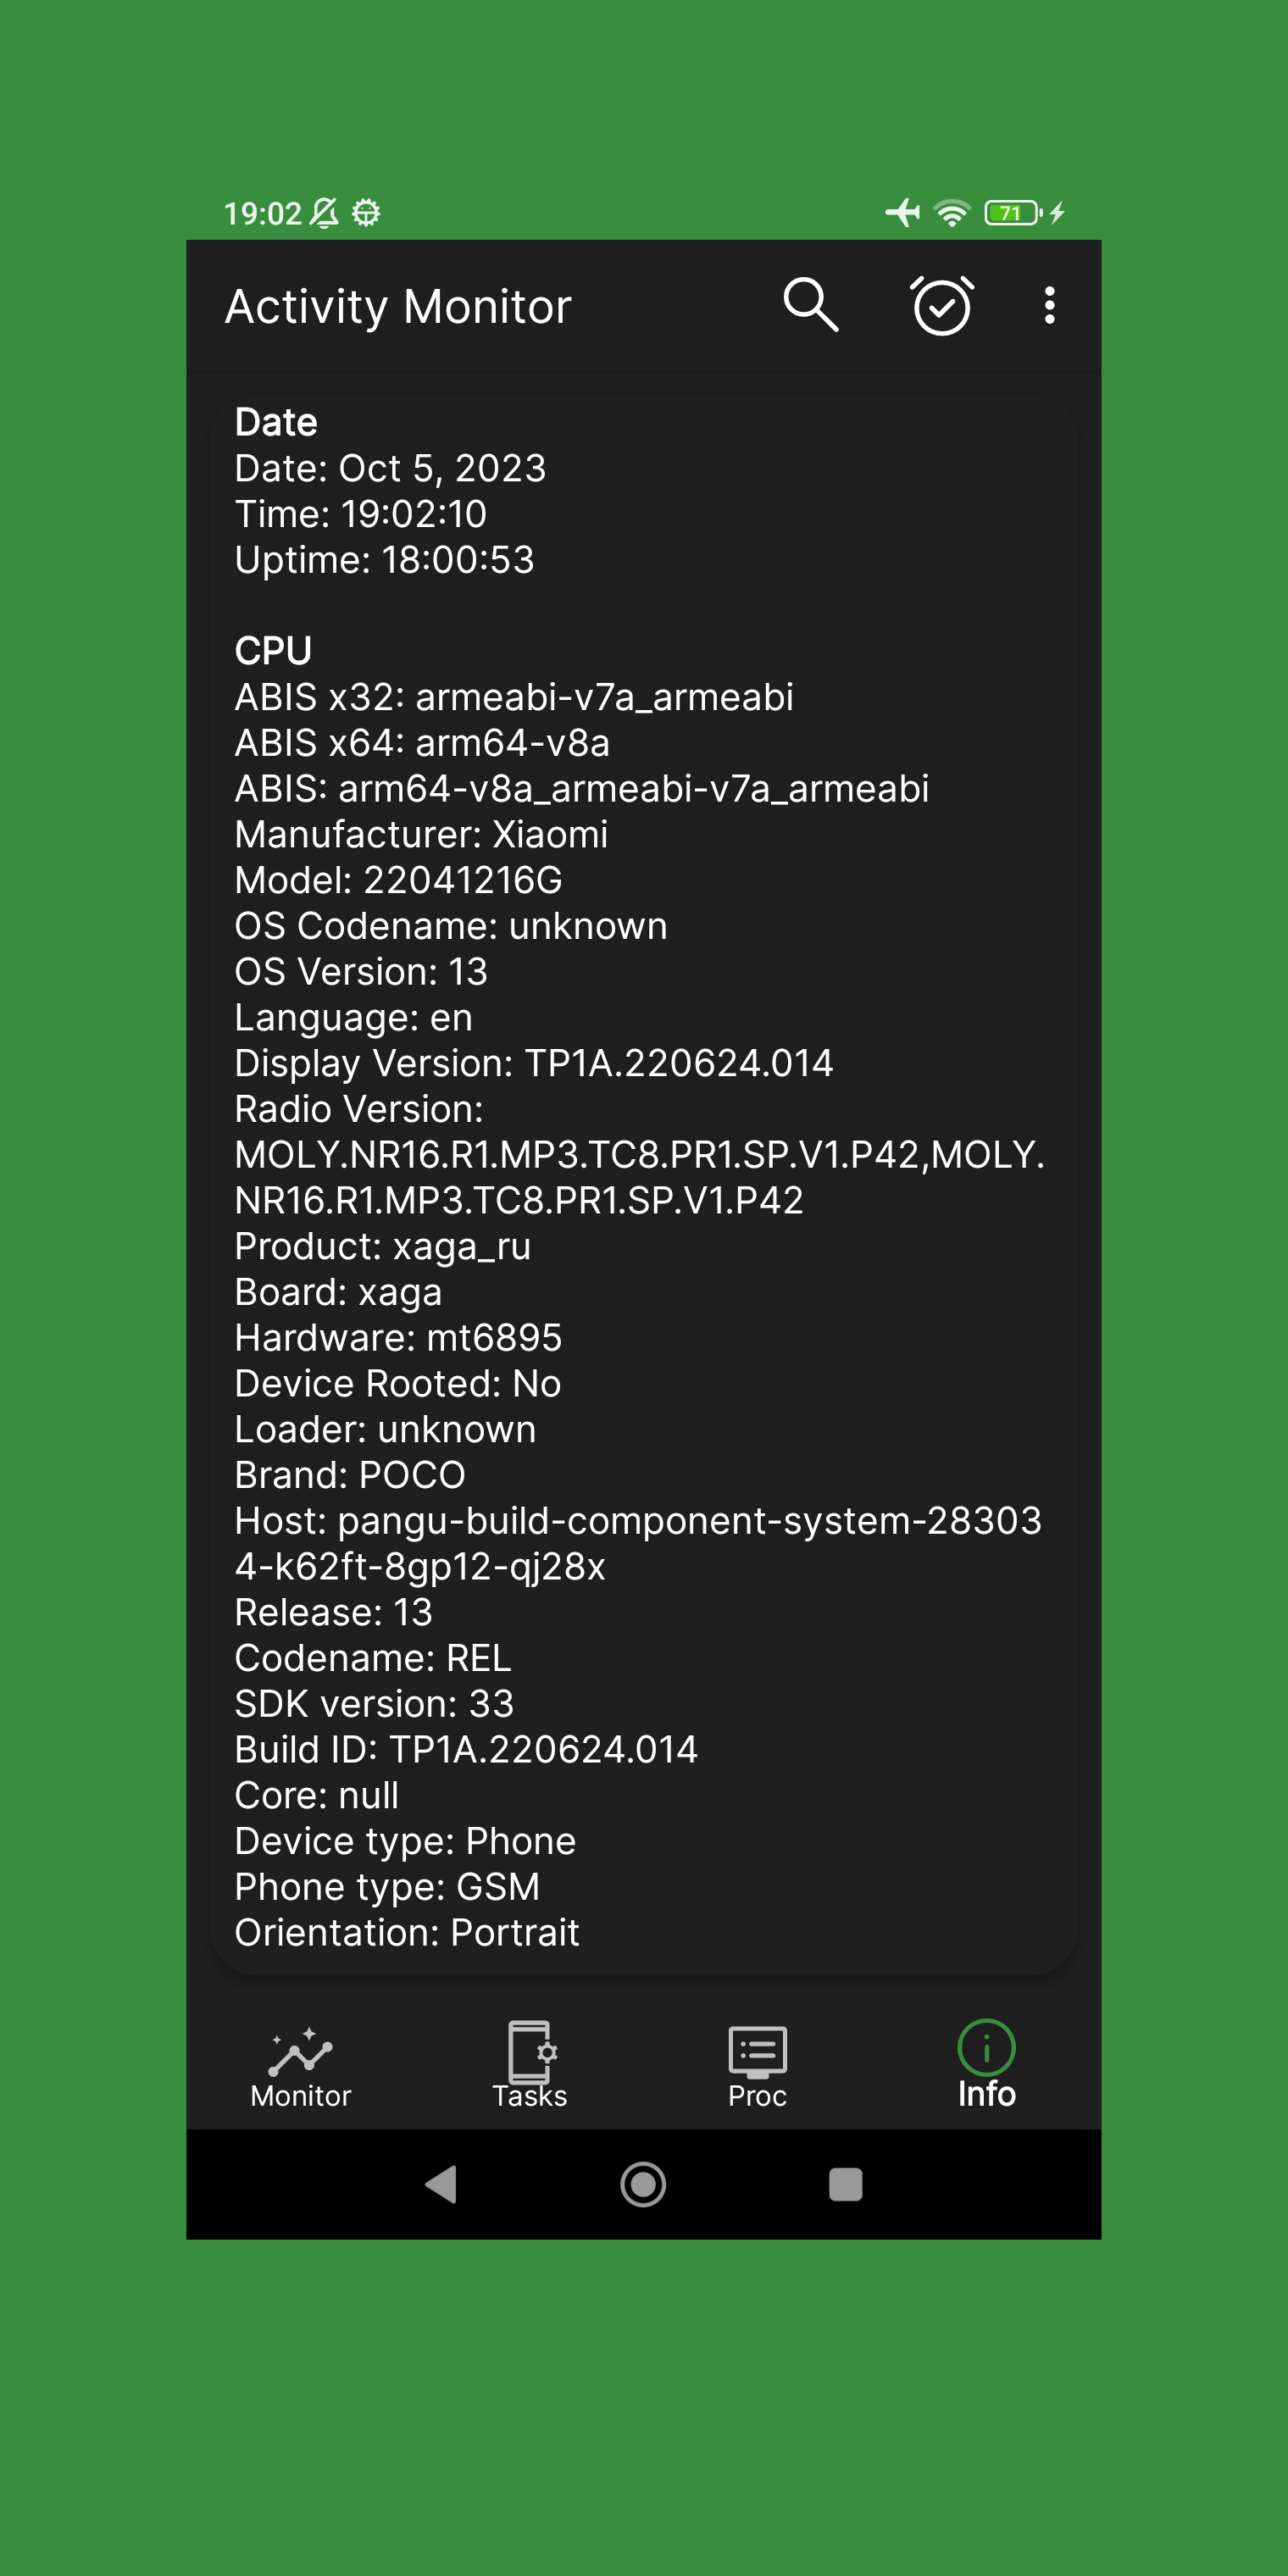 19:02
71
Activity Monitor
Date
Date: Oct 5, 2023
Time: 19:02:10
Uptime: 18:00:53
CPU
ABIS x32: armeabi-v7a_armeabi
ABIS x64: arm64-v8a
ABIS: arm64-v8a_armeabi-v7a_armeabi
Manufacturer: Xiaomi
Model: 22041216G
OS Codename: unknown
OS Version: 13
Language: en
Display Version: TP1A.220624.014
Radio Version:
MOLY.NR16.R1.MP3.TC8.PR1.SP.V1.P42,MOLY.
NR16.R1.MP3.TC8.PR1.SP.V1.P42
Product: xaga_ru
Board: xaga
Hardware: mt6895
Device Rooted: No
Loader: unknown
Brand: POCO
Host: pangu-build-component-system-28303
4-k62ft-8gp12-qj28x
Release: 13
Codename: REL
SDK version: 33
Build ID: TP1A.220624.014
Core: null
Device type: Phone
Phone type: GSM
Orientation: Portrait
Monitor
Tasks
Proc
Info